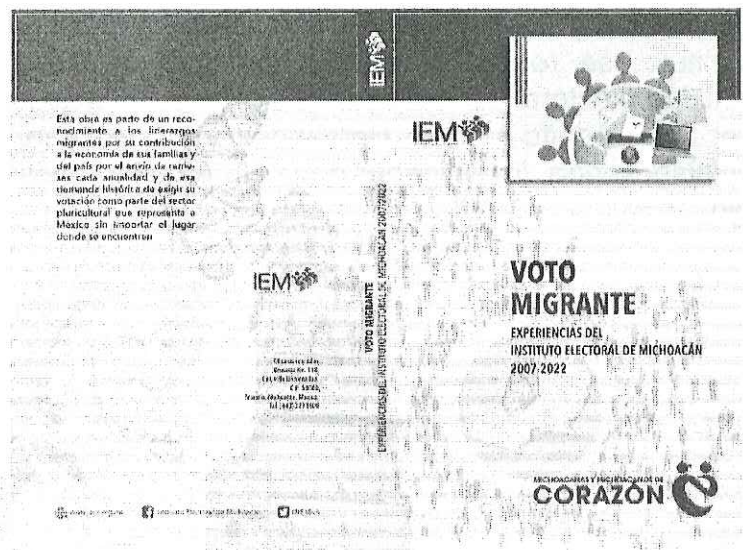 Esta obra es parte de un reco-
nocimiento a los liderazgos
migrantes por su contribución
a la economía de sus familias y
del país por el envío de reme-
sas cada anualidad y de esa
demanda histórica de exigir su
votación como parte del sector
pluricultural que representa a
México sin importar el lugar
donde se encuentren
IEM
IEM
VOTO MIGRANTE
EXPERIENCIAS DEL INSTITUTO ELECTORAL DE MICHOACÁN 2007-2022
IEM
VOTO
MIGRANTE
EXPERIENCIAS DEL
INSTITUTO ELECTORAL DE MICHOACÁN
2007-2022
MICHOACANAS Y MICHOACANOS DE
CORAZÓN